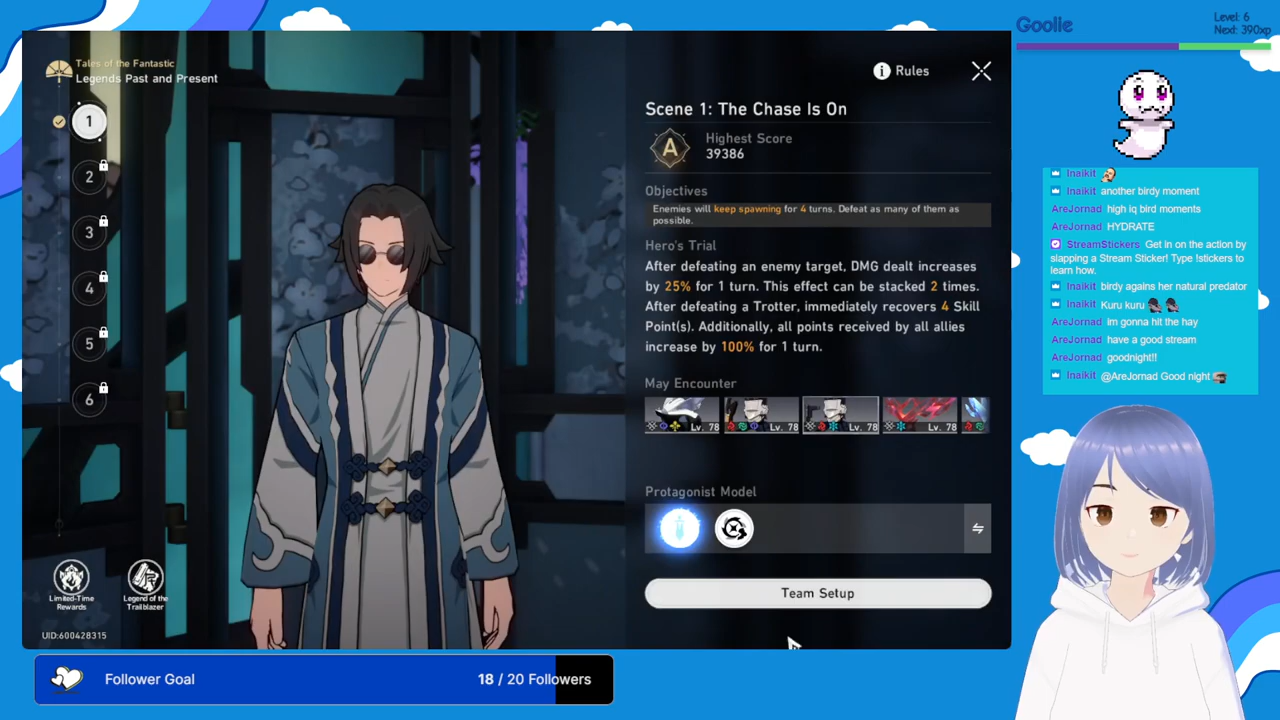 Tales of the Fantastic
Legends Past and Present
1
2
3
4
5
6
Limited-Time
Rewards
Legend of the
Trailblazer
UID:600428315
Rules
Scene 1: The Chase Is On
A
Highest Score
39386
Objectives
Enemies will keep spawning for 4 turns. Defeat as many of them as
possible.
Hero's Trial
After defeating an enemy target, DMG dealt increases
by 25% for 1 turn. This effect can be stacked 2 times.
After defeating a Trotter, immediately recovers 4 Skill
Point(s). Additionally, all points received by all allies
increase by 100% for 1 turn.
May Encounter
Lv. 78
Lv. 78
Lv. 78
Lv. 78
Protagonist Model
Team Setup
Follower Goal
18 / 20 Followers
Goolie
Level: 6
Next: 390xp
Inaikit
Inaikit another birdy moment
AreJornad high iq bird moments
AreJornad HYDRATE
StreamStickers Get in on the action by
slapping a Stream Sticker! Type !stickers to
learn how.
Inaikit birdy agains her natural predator
Inaikit Kuru kuru
AreJornad im gonna hit the hay
AreJornad have a good stream
AreJornad goodnight!!
Inaikit @AreJornad Good night